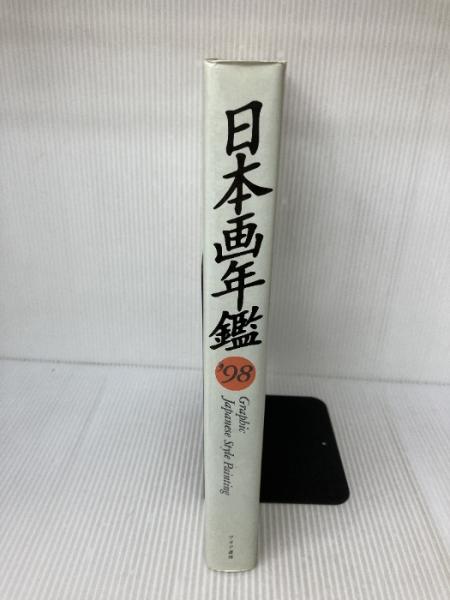 日本画年鑑
'98
Graphic
Japanese Style Painting